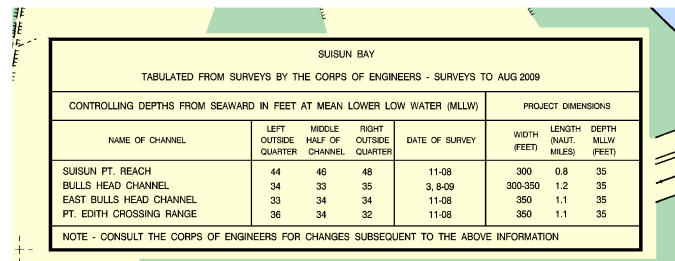 SUISUN BAY
TABULATED FROM SURVEYS BY THE CORPS OF ENGINEERS - SURVEYS TO AUG 2009
CONTROLLING DEPTHS FROM SEAWARD IN FEET AT MEAN LOWER LOW WATER (MLLW) PROJECT DIMENSIONS
NAME OF CHANNEL LEFT OUTSIDE QUARTER MIDDLE HALF OF CHANNEL RIGHT OUTSIDE QUARTER DATE OF SURVEY WIDTH (FEET) LENGTH (NAUT. MILES) DEPTH MLLW (FEET)
SUISUN PT. REACH 44 46 48 11-08 300 0.8 35
BULLS HEAD CHANNEL 34 33 35 3, 8-09 300-350 1.2 35
EAST BULLS HEAD CHANNEL 33 34 34 11-08 350 1.1 35
PT. EDITH CROSSING RANGE 36 34 32 11-08 350 1.1 35
NOTE - CONSULT THE CORPS OF ENGINEERS FOR CHANGES SUBSEQUENT TO THE ABOVE INFORMATION